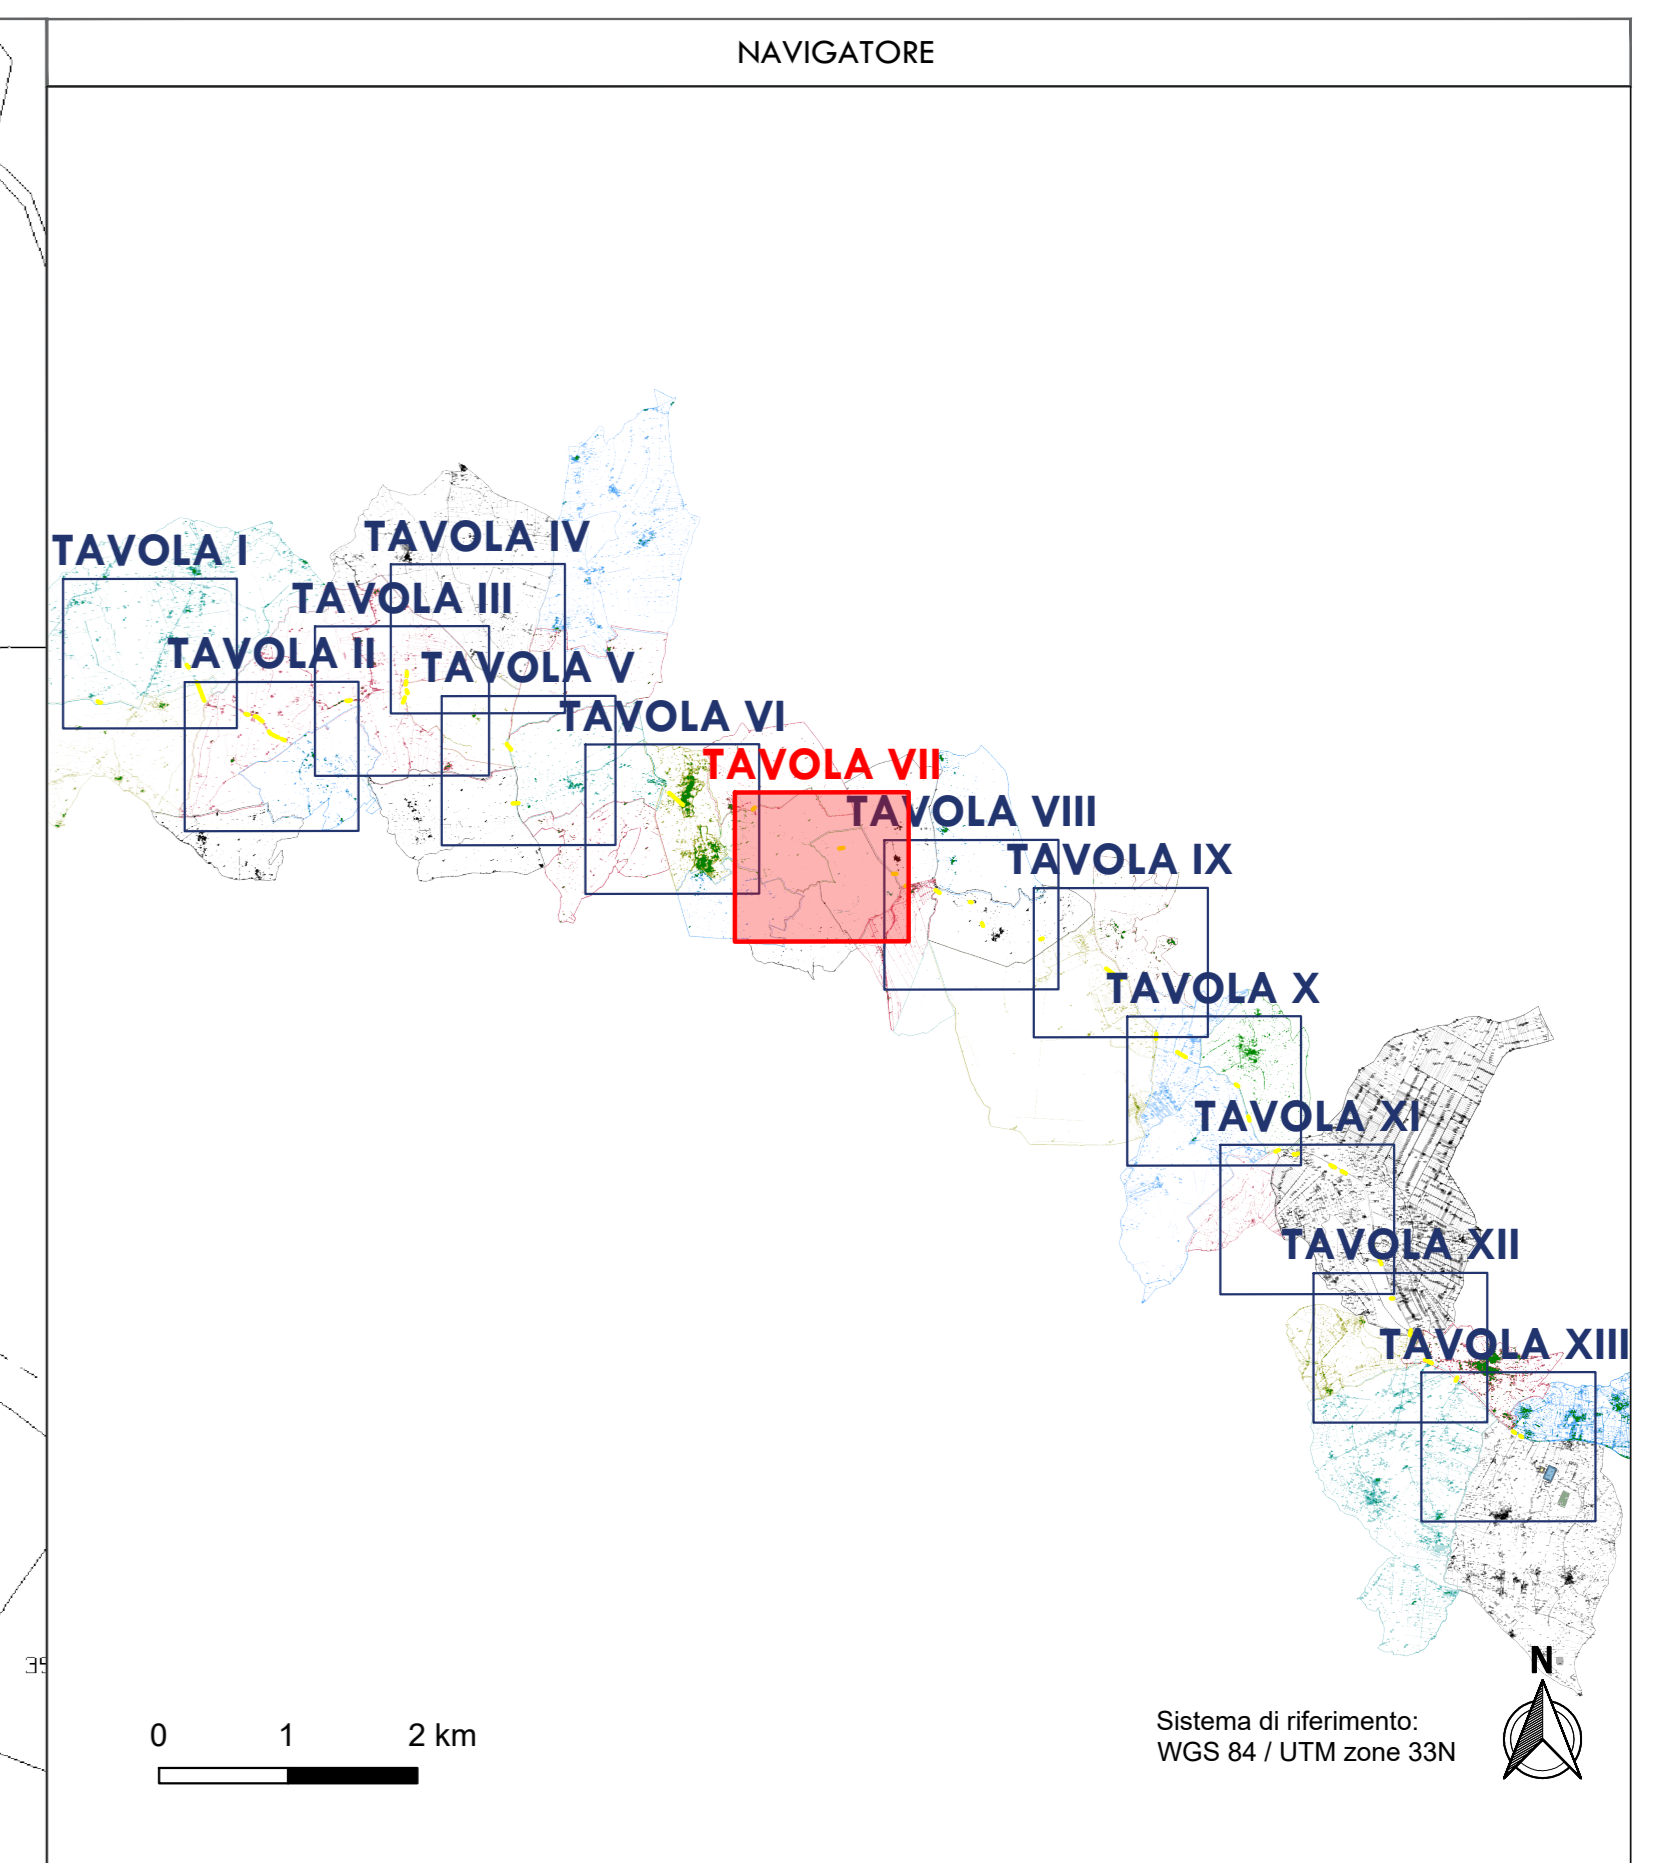 NAVIGATORE
TAVOLA I
TAVOLA IV
TAVOLA III
TAVOLA II
TAVOLA V
TAVOLA VI
TAVOLA VII
TAVOLA VIII
TAVOLA IX
TAVOLA X
TAVOLA XI
TAVOLA XII
TAVOLA XIII
N
0 1 2 km
Sistema di riferimento:
WGS 84 / UTM zone 33N